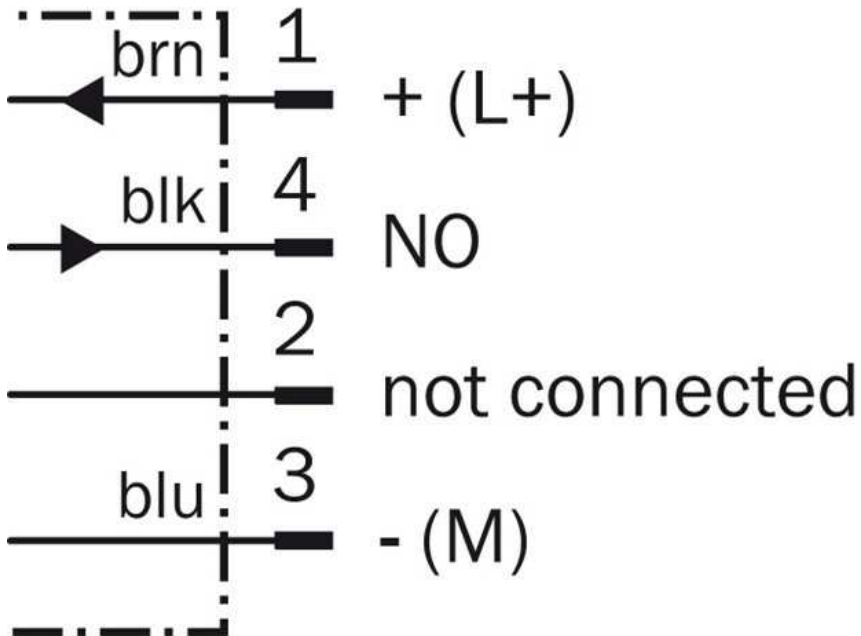 brn 1
+ (L+)
blk 4
NO
2
not connected
blu 3
- (M)